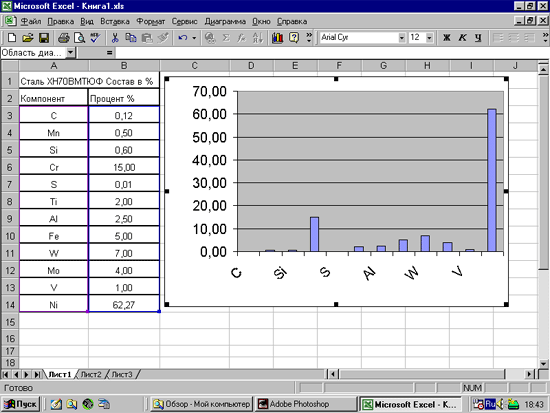 Microsoft Excel - Книга1.xls
Файл Правка Вид Вставка Формат Сервис Диаграмма Окно Справка
Arial Cyr 12 Ж К Ч
Область диа...
A B C D E F G H I J
1 Сталь ХН70ВМТЮФ Состав в %
2 Компонент Процент %
3 C 0,12
4 Mn 0,50
5 Si 0,60
6 Cr 15,00
7 S 0,01
8 Ti 2,00
9 Al 2,50
10 Fe 5,00
11 W 7,00
12 Mo 4,00
13 V 1,00
14 Ni 62,27
15
16
17
18
70,00
60,00
50,00
40,00
30,00
20,00
10,00
0,00
C Si S Al W V
Лист1 Лист2 Лист3
Готово NUM
Пуск Обзор - Мой компьютер Adobe Photoshop Microsoft Excel - К... Ru 18:43